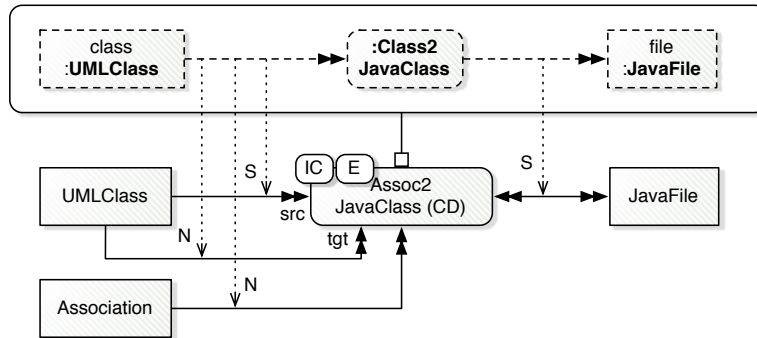 class
:UMLClass
:Class2
JavaClass
file
:JavaFile
IC
E
S
S
UMLClass
Assoc2
JavaClass (CD)
JavaFile
src
N
tgt
N
Association